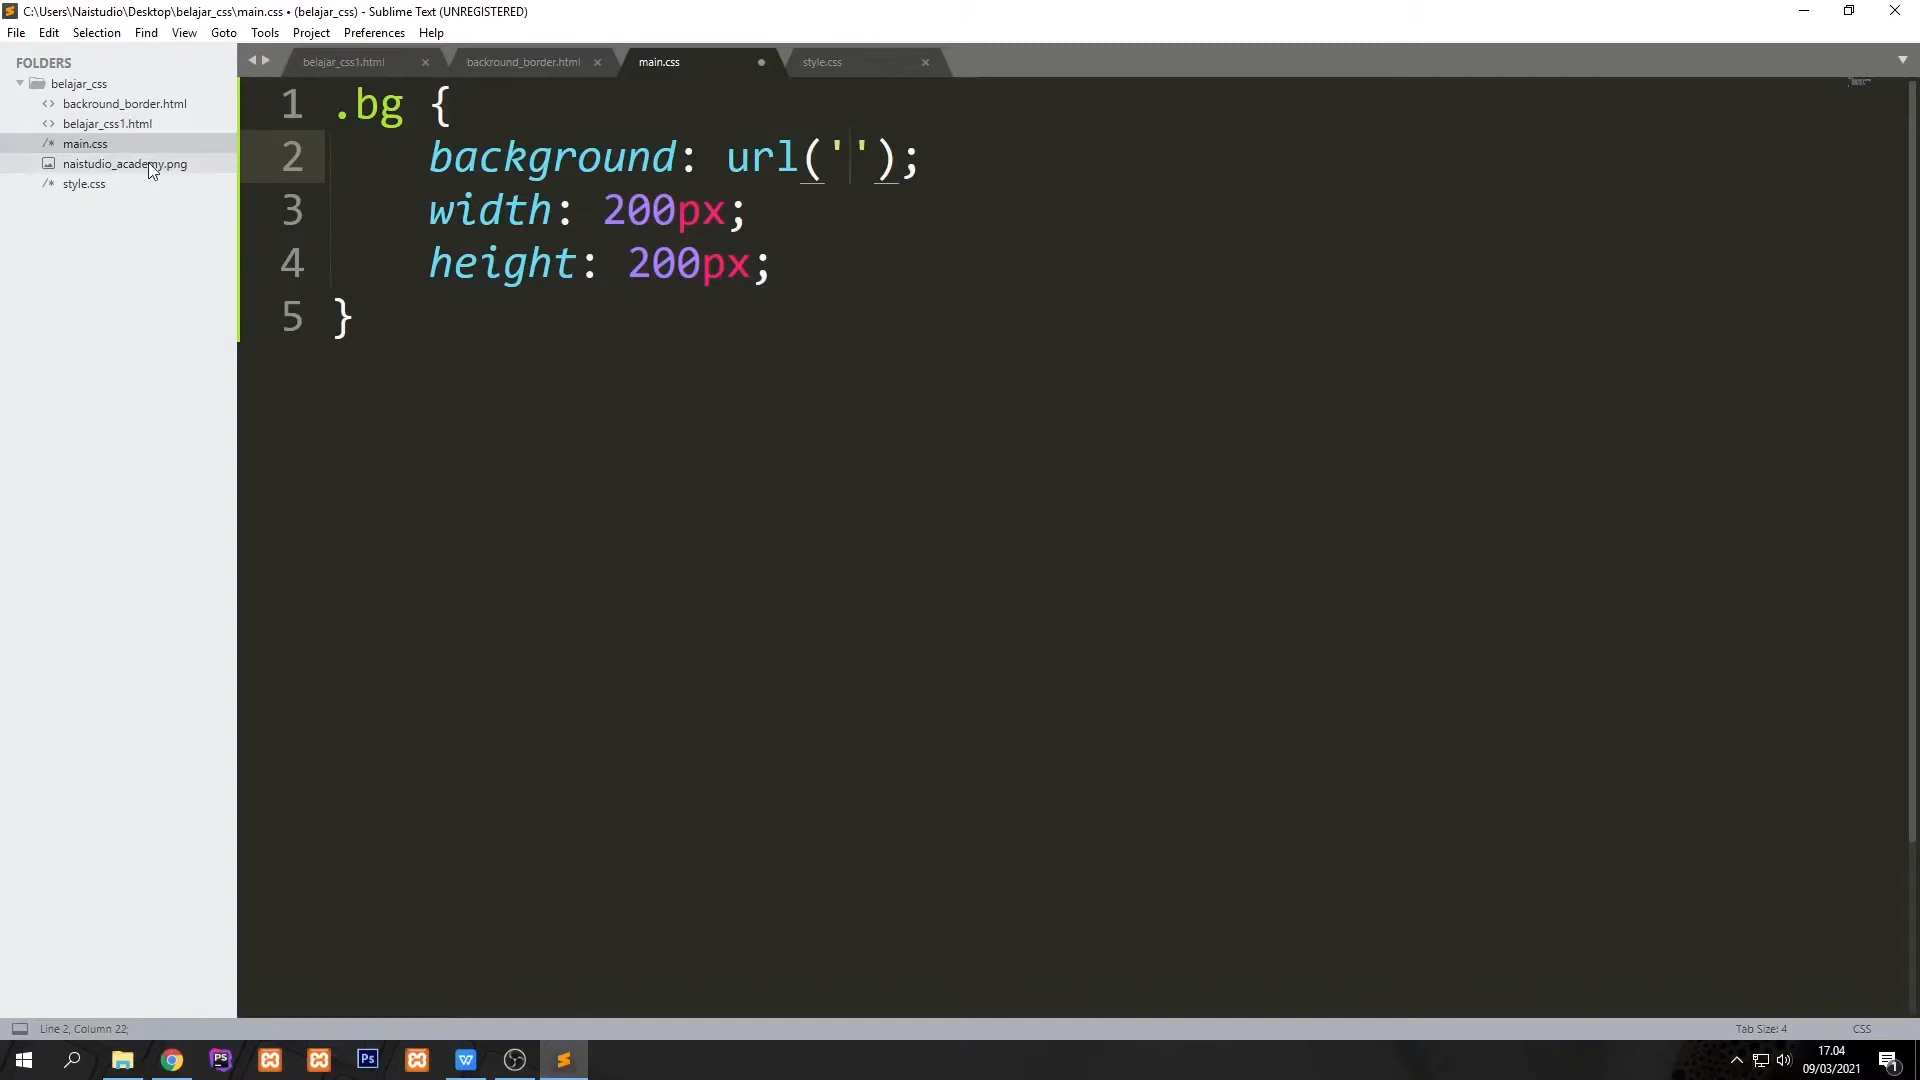 C:\Users\Naistudio\Desktop\belajar_css\main.css • (belajar_css) - Sublime Text (UNREGISTERED)
File Edit Selection Find View Goto Tools Project Preferences Help
FOLDERS
belajar_css
<> backround_border.html
<> belajar_css1.html
/* main.css
naistudio_academy.png
/* style.css
belajar_css1.html backround_border.html main.css style.css
1 .bg {
2 background: url('');
3 width: 200px;
4 height: 200px;
5 }
Line 2, Column 22;
Tab Size: 4 CSS
PS
Ps
W
17.04
09/03/2021
1